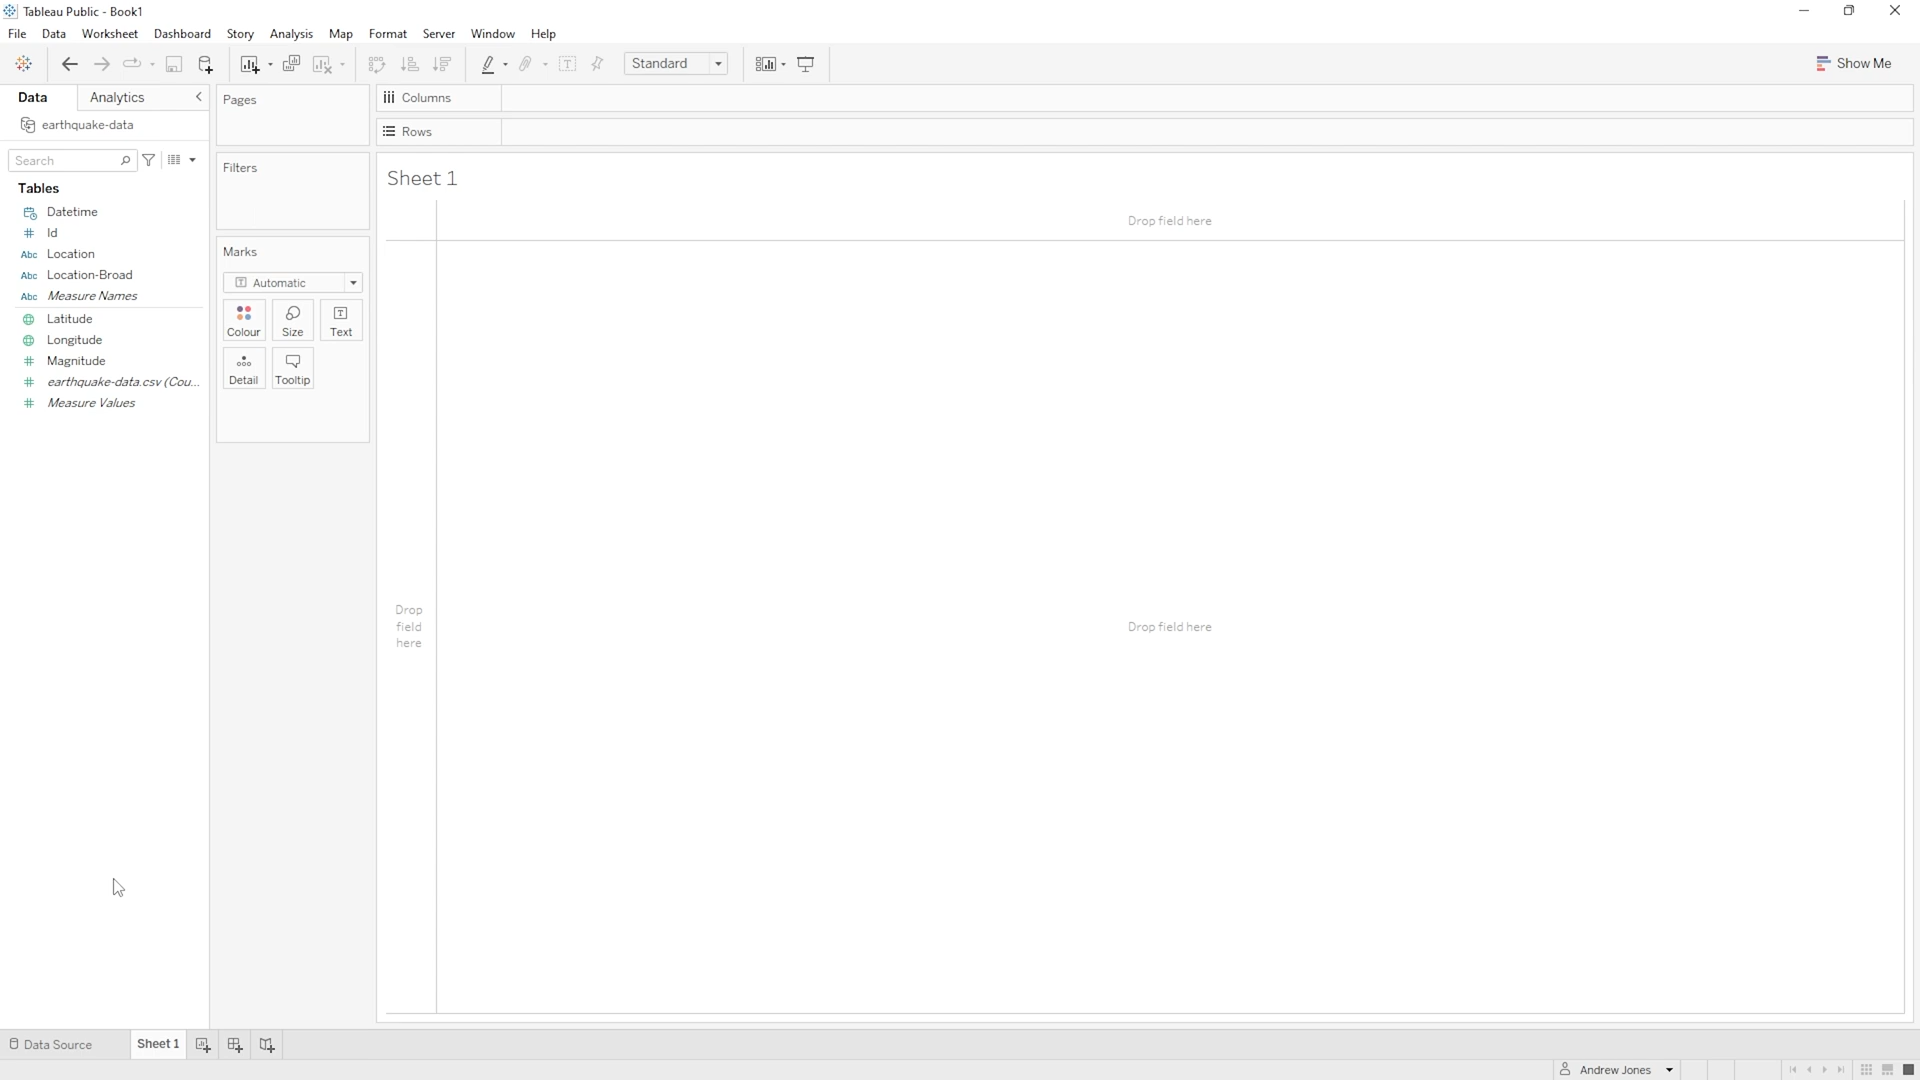 Tableau Public - Book1
File Data Worksheet Dashboard Story Analysis Map Format Server Window Help
Standard
Show Me
Data Analytics
earthquake-data
Search
Tables
Datetime
Id
Abc Location
Abc Location-Broad
Abc Measure Names
Latitude
Longitude
Magnitude
earthquake-data.csv (Cou...
Measure Values
Pages
Filters
Marks
Automatic
Colour Size Text
Detail Tooltip
Columns
Rows
Sheet 1
Drop field here
Drop
field
here
Drop field here
Data Source Sheet 1
Andrew Jones